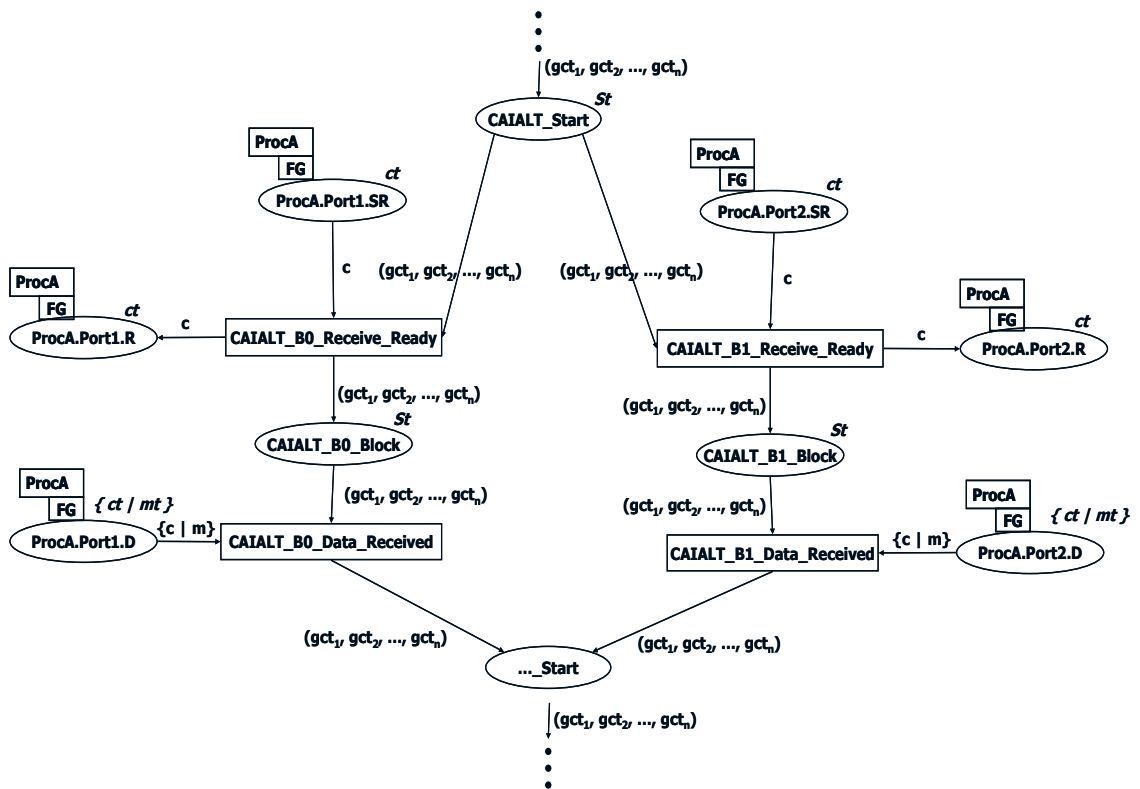 (gct1, gct2, ..., gctn)
St
CAIALT_Start
ProcA
FG
ct
ProcA.Port1.SR
ProcA
FG
ct
ProcA.Port2.SR
c
(gct1, gct2, ..., gctn)
(gct1, gct2, ..., gctn)
c
ProcA
FG
ct
ProcA.Port1.R
c
CAIALT_B0_Receive_Ready
CAIALT_B1_Receive_Ready
c
ProcA
FG
ct
ProcA.Port2.R
(gct1, gct2, ..., gctn)
(gct1, gct2, ..., gctn)
St
CAIALT_B0_Block
St
CAIALT_B1_Block
(gct1, gct2, ..., gctn)
(gct1, gct2, ..., gctn)
ProcA
FG
{ ct | mt }
ProcA.Port1.D
{c | m}
CAIALT_B0_Data_Received
CAIALT_B1_Data_Received
{c | m}
ProcA
FG
{ ct | mt }
ProcA.Port2.D
(gct1, gct2, ..., gctn)
(gct1, gct2, ..., gctn)
..._Start
(gct1, gct2, ..., gctn)